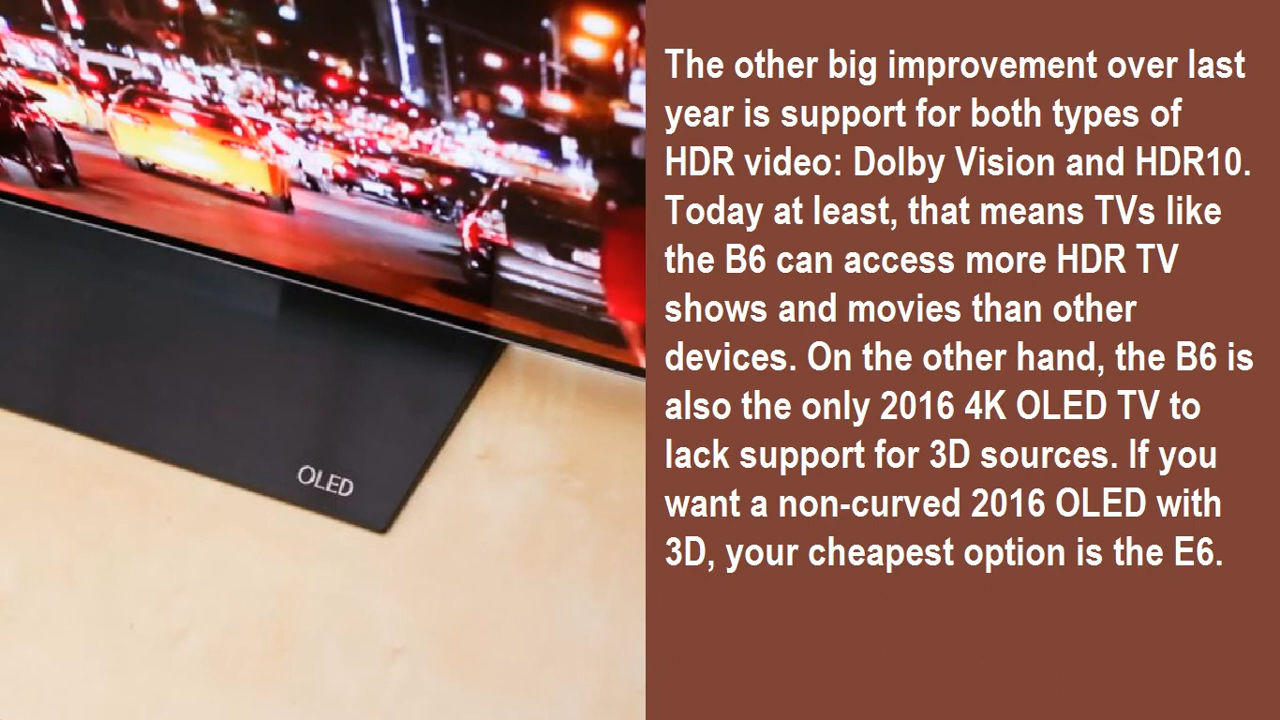 The other big improvement over last
year is support for both types of
HDR video: Dolby Vision and HDR10.
Today at least, that means TVs like
the B6 can access more HDR TV
shows and movies than other
devices. On the other hand, the B6 is
also the only 2016 4K OLED TV to
lack support for 3D sources. If you
want a non-curved 2016 OLED with
3D, your cheapest option is the E6.
OLED